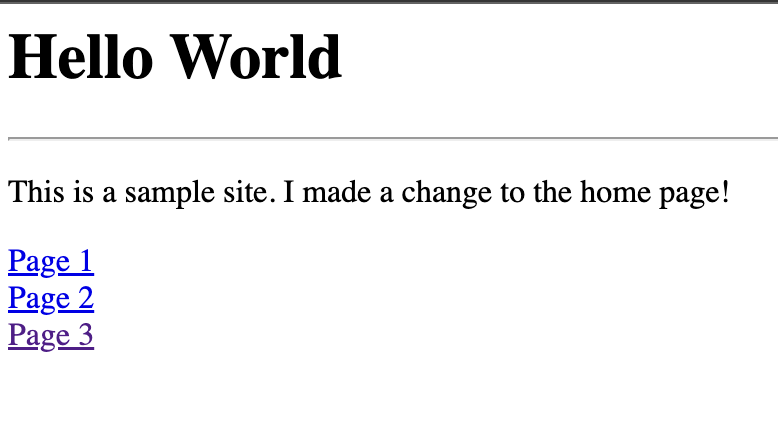 Hello World
This is a sample site. I made a change to the home page!
Page 1
Page 2
Page 3